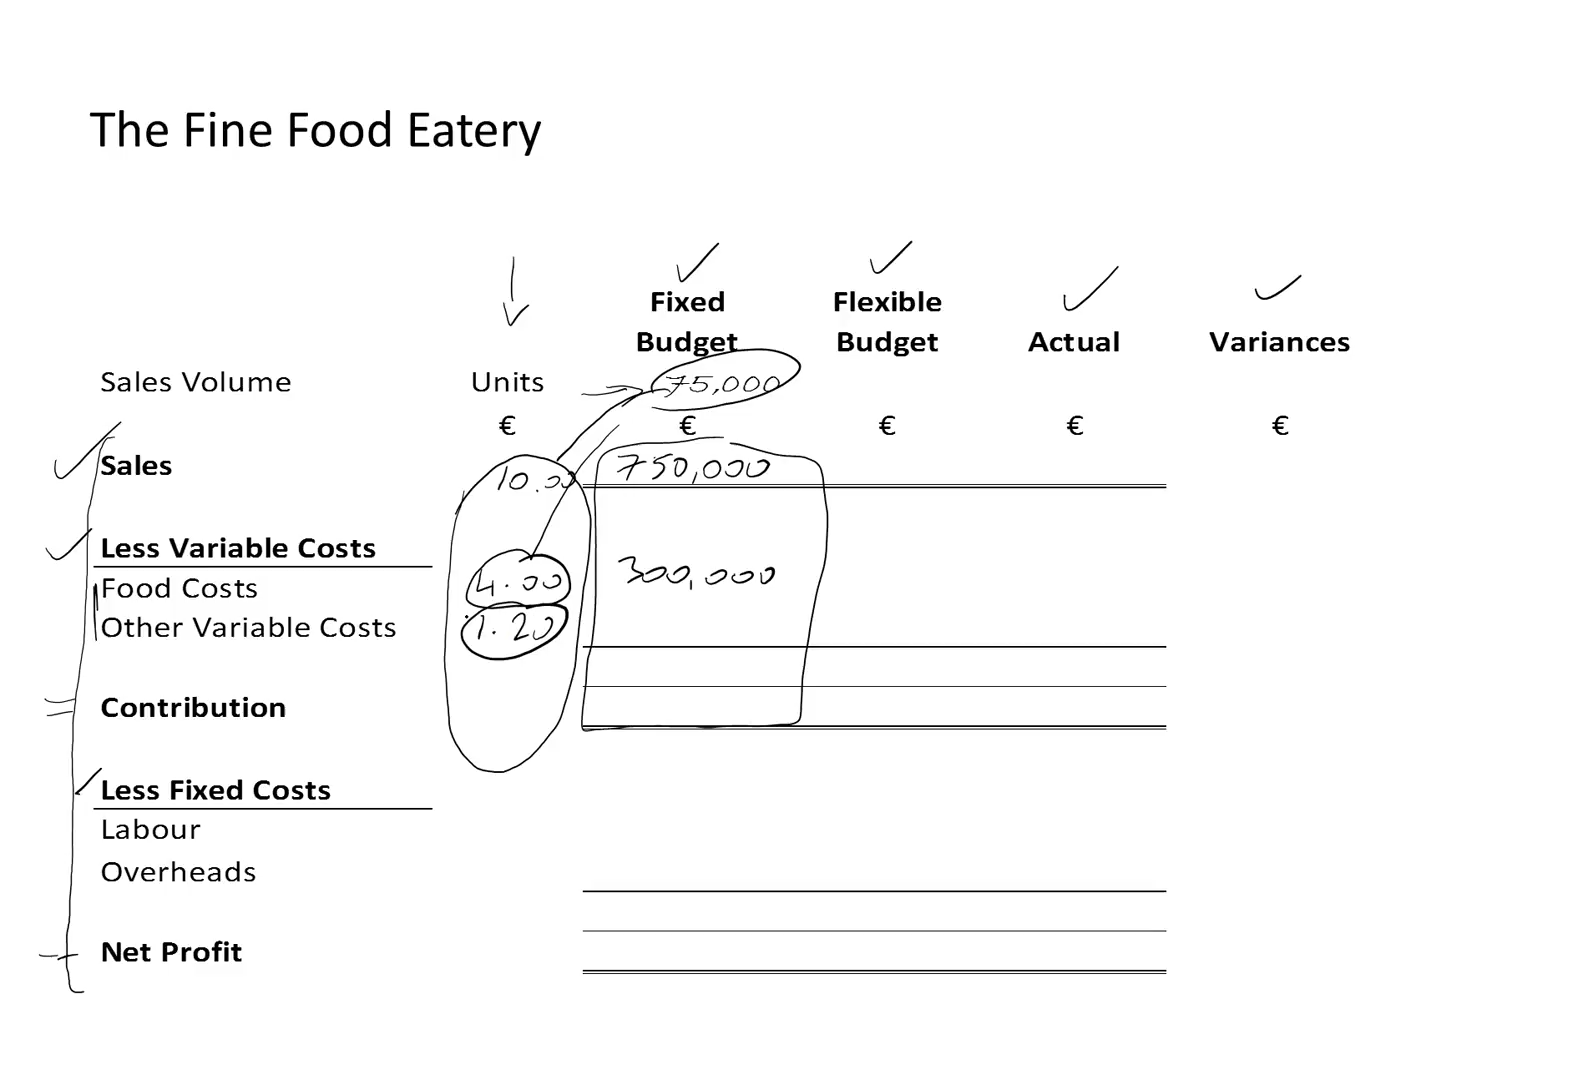 The Fine Food Eatery
Fixed Flexible
Budget Budget Actual Variances
Sales Volume Units 75,000
€ € € € €
Sales 10.00 750,000
Less Variable Costs
Food Costs 4.00 300,000
Other Variable Costs 1.20
Contribution
Less Fixed Costs
Labour
Overheads
Net Profit